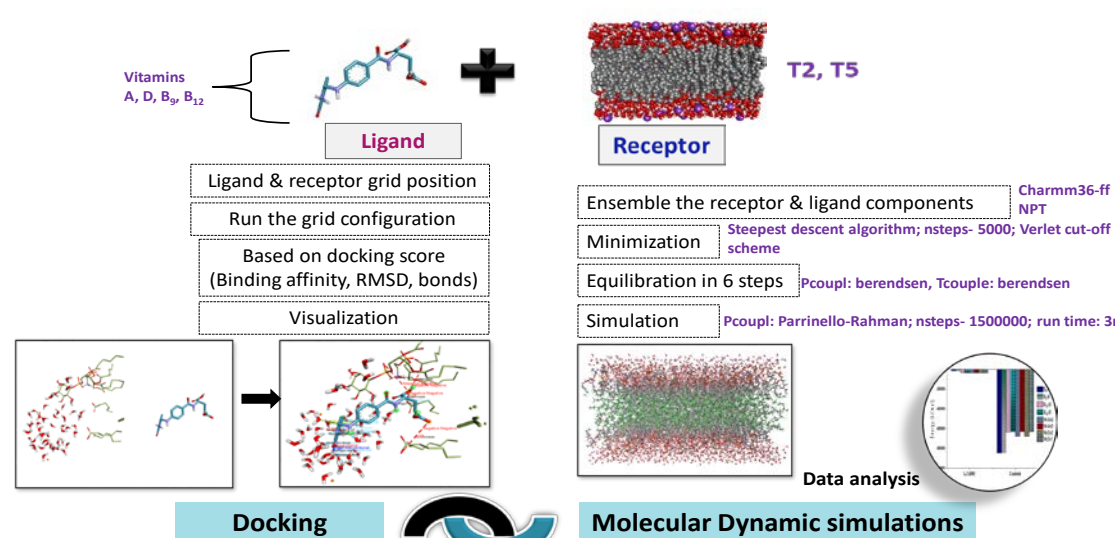 Vitamins
A, D, B₉, B₁₂
T2, T5
Ligand
Receptor
Ligand & receptor grid position
Run the grid configuration
Based on docking score
(Binding affinity, RMSD, bonds)
Visualization
Ensemble the receptor & ligand components
Charmm36-ff
NPT
Minimization
Steepest descent algorithm; nsteps- 5000; Verlet cut-off
scheme
Equilibration in 6 steps
Pcoupl: berendsen, Tcouple: berendsen
Simulation
Pcoupl: Parrinello-Rahman; nsteps- 1500000; run time: 3
Data analysis
Docking
Molecular Dynamic simulations